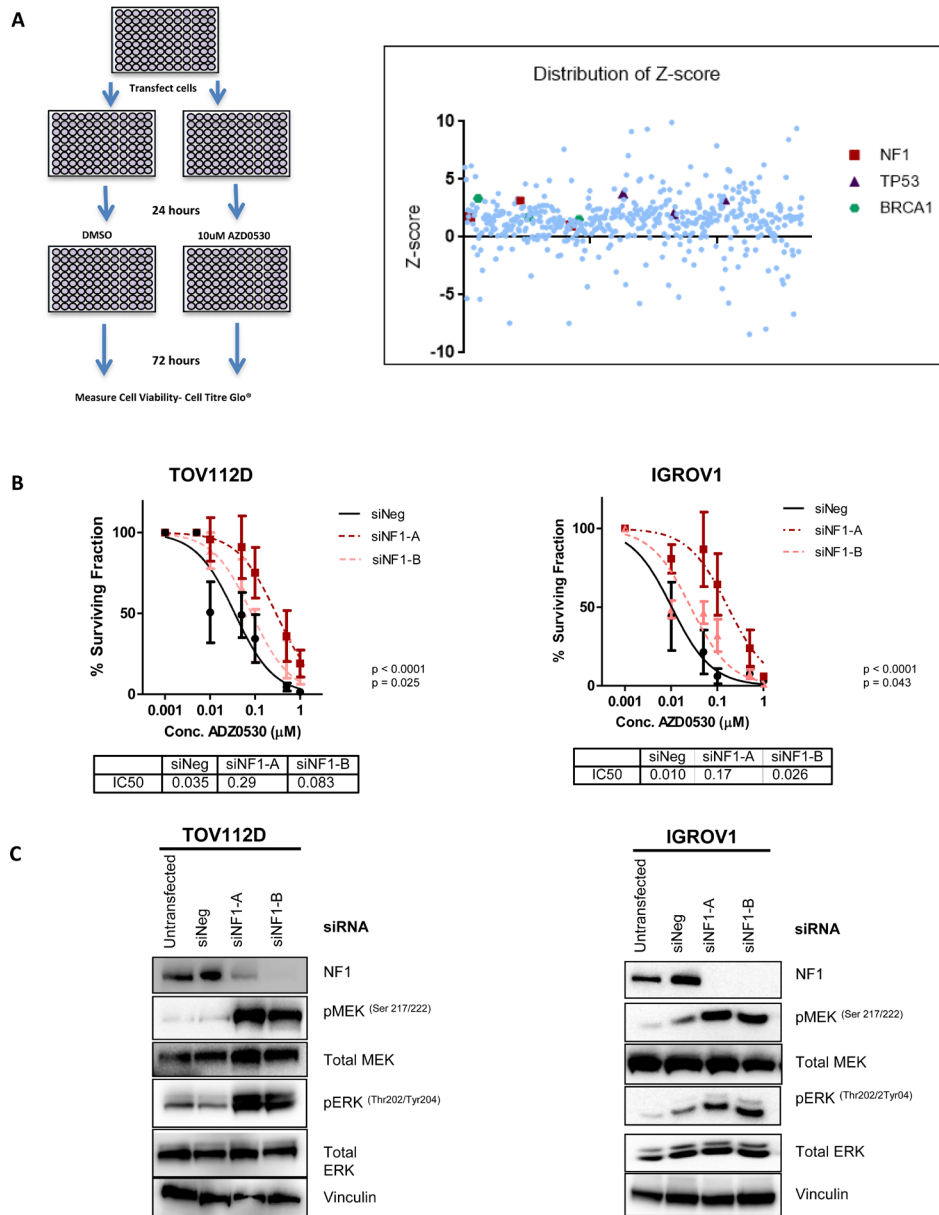 A
Transfect cells
24 hours
DMSO
10uM AZD0530
72 hours
Measure Cell Viability- Cell Titre Glo®
Distribution of Z-score
Z-score
10
5
0
-5
-10
NF1
TP53
BRCA1
B
TOV112D
% Surviving Fraction
100
50
0
0.001
0.01
0.1
1
Conc. ADZ0530 (µM)
siNeg
siNF1-A
siNF1-B
p < 0.0001
p = 0.025
siNeg siNF1-A siNF1-B
IC50 0.035 0.29 0.083
IGROV1
% Surviving Fraction
100
50
0
0.001
0.01
0.1
1
Conc. AZD0530 (µM)
siNeg
siNF1-A
siNF1-B
p < 0.0001
p = 0.043
siNeg siNF1-A siNF1-B
IC50 0.010 0.17 0.026
C
TOV112D
Untransfected
siNeg
siNF1-A
siNF1-B
siRNA
NF1
pMEK (Ser 217/222)
Total MEK
pERK (Thr202/Tyr204)
Total
ERK
Vinculin
IGROV1
Untransfected
siNeg
siNF1-A
siNF1-B
siRNA
NF1
pMEK (Ser 217/222)
Total MEK
pERK (Thr202/2Tyr04)
Total ERK
Vinculin